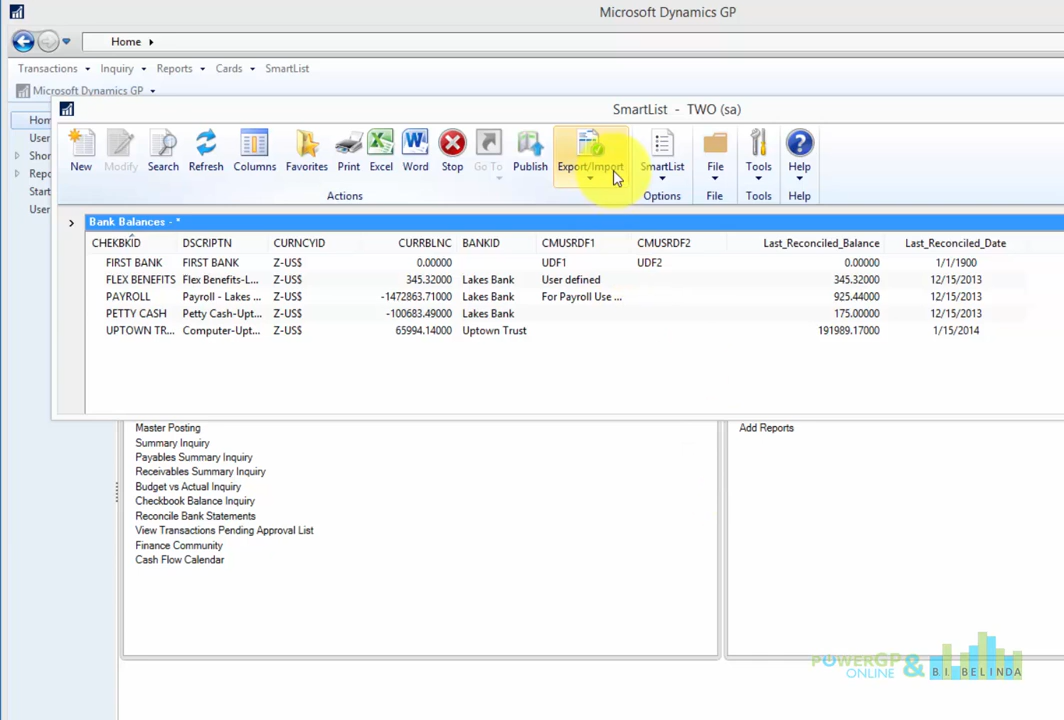 Microsoft Dynamics GP
Home
Transactions Inquiry Reports Cards SmartList
Microsoft Dynamics GP
Hom
User
Shor
Repo
Start
User
SmartList - TWO (sa)
New Modify Search Refresh Columns Favorites Print Excel Word Stop Go To Publish Export/Import SmartList File Tools Help
Actions Options File Tools Help
Bank Balances - *
CHEKBKID DSCRIPTN CURNCYID CURRBLNC BANKID CMUSRDF1 CMUSRDF2 Last_Reconciled_Balance Last_Reconciled_Date
FIRST BANK FIRST BANK Z-US$ 0.00000 UDF1 UDF2 0.00000 1/1/1900
FLEX BENEFITS Flex Benefits-L... Z-US$ 345.32000 Lakes Bank User defined 345.32000 12/15/2013
PAYROLL Payroll - Lakes ... Z-US$ -1472863.71000 Lakes Bank For Payroll Use ... 925.44000 12/15/2013
PETTY CASH Petty Cash-Upt... Z-US$ -100683.49000 Lakes Bank 175.00000 12/15/2013
UPTOWN TR... Computer-Upt... Z-US$ 65994.14000 Uptown Trust 191989.17000 1/15/2014
Master Posting
Summary Inquiry
Payables Summary Inquiry
Receivables Summary Inquiry
Budget vs Actual Inquiry
Checkbook Balance Inquiry
Reconcile Bank Statements
View Transactions Pending Approval List
Finance Community
Cash Flow Calendar
Add Reports
POWERGP & B.I. BELINDA
ONLINE